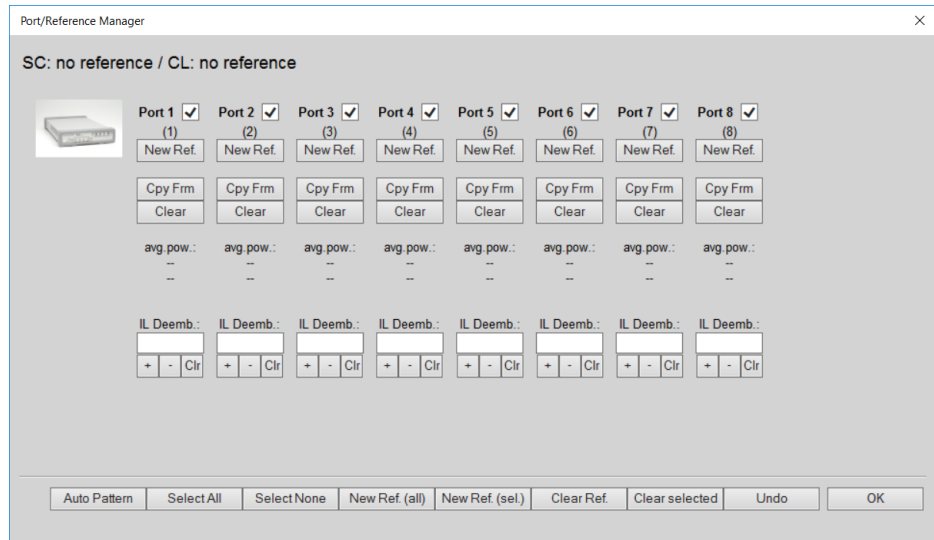 Port/Reference Manager
SC: no reference / CL: no reference
Port 1 Port 2 Port 3 Port 4 Port 5 Port 6 Port 7 Port 8
(1) (2) (3) (4) (5) (6) (7) (8)
New Ref. New Ref. New Ref. New Ref. New Ref. New Ref. New Ref. New Ref.
Cpy Frm Cpy Frm Cpy Frm Cpy Frm Cpy Frm Cpy Frm Cpy Frm Cpy Frm
Clear Clear Clear Clear Clear Clear Clear Clear
avg.pow.: avg.pow.: avg.pow.: avg.pow.: avg.pow.: avg.pow.: avg.pow.: avg.pow.:
-- -- -- -- -- -- -- --
-- -- -- -- -- -- -- --
IL Deemb.: IL Deemb.: IL Deemb.: IL Deemb.: IL Deemb.: IL Deemb.: IL Deemb.: IL Deemb.:
+ - Clr + - Clr + - Clr + - Clr + - Clr + - Clr + - Clr + - Clr
Auto Pattern Select All Select None New Ref. (all) New Ref. (sel.) Clear Ref. Clear selected Undo OK